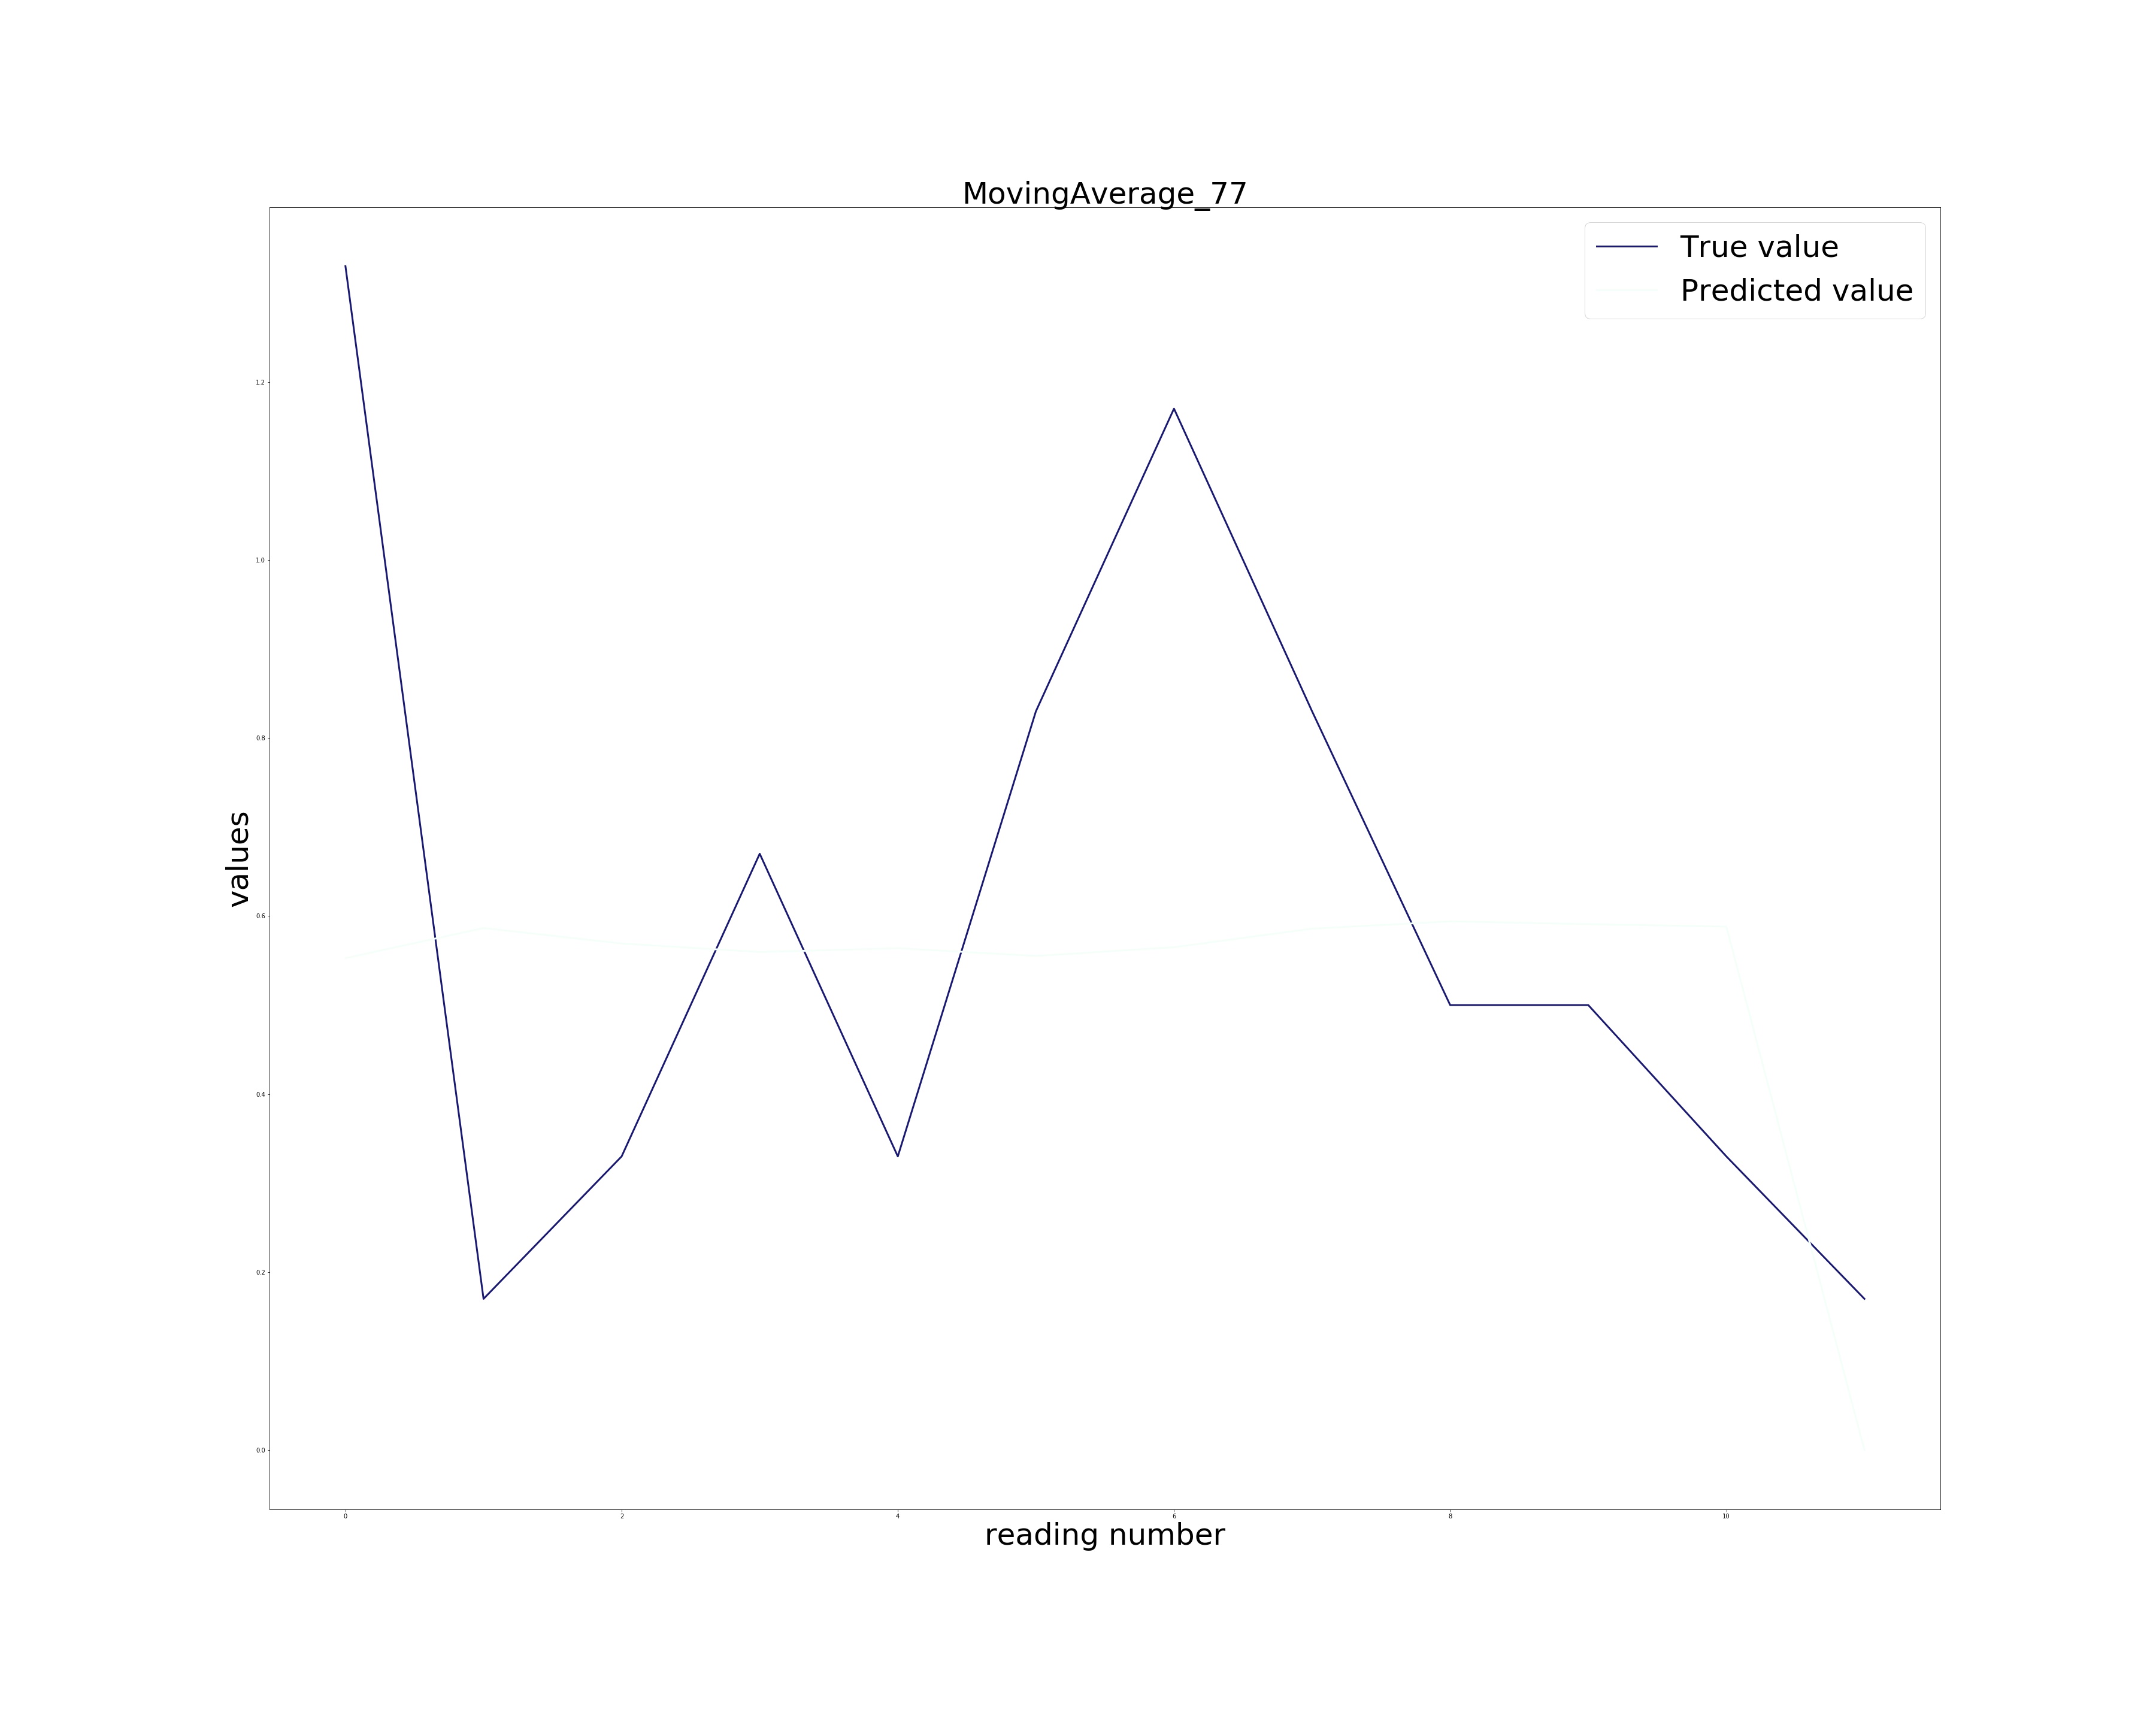 MovingAverage_77
True value
Predicted value
1.2
1.0
0.8
0.6
0.4
0.2
0.0
values
0 2 4 6 8 10
reading number